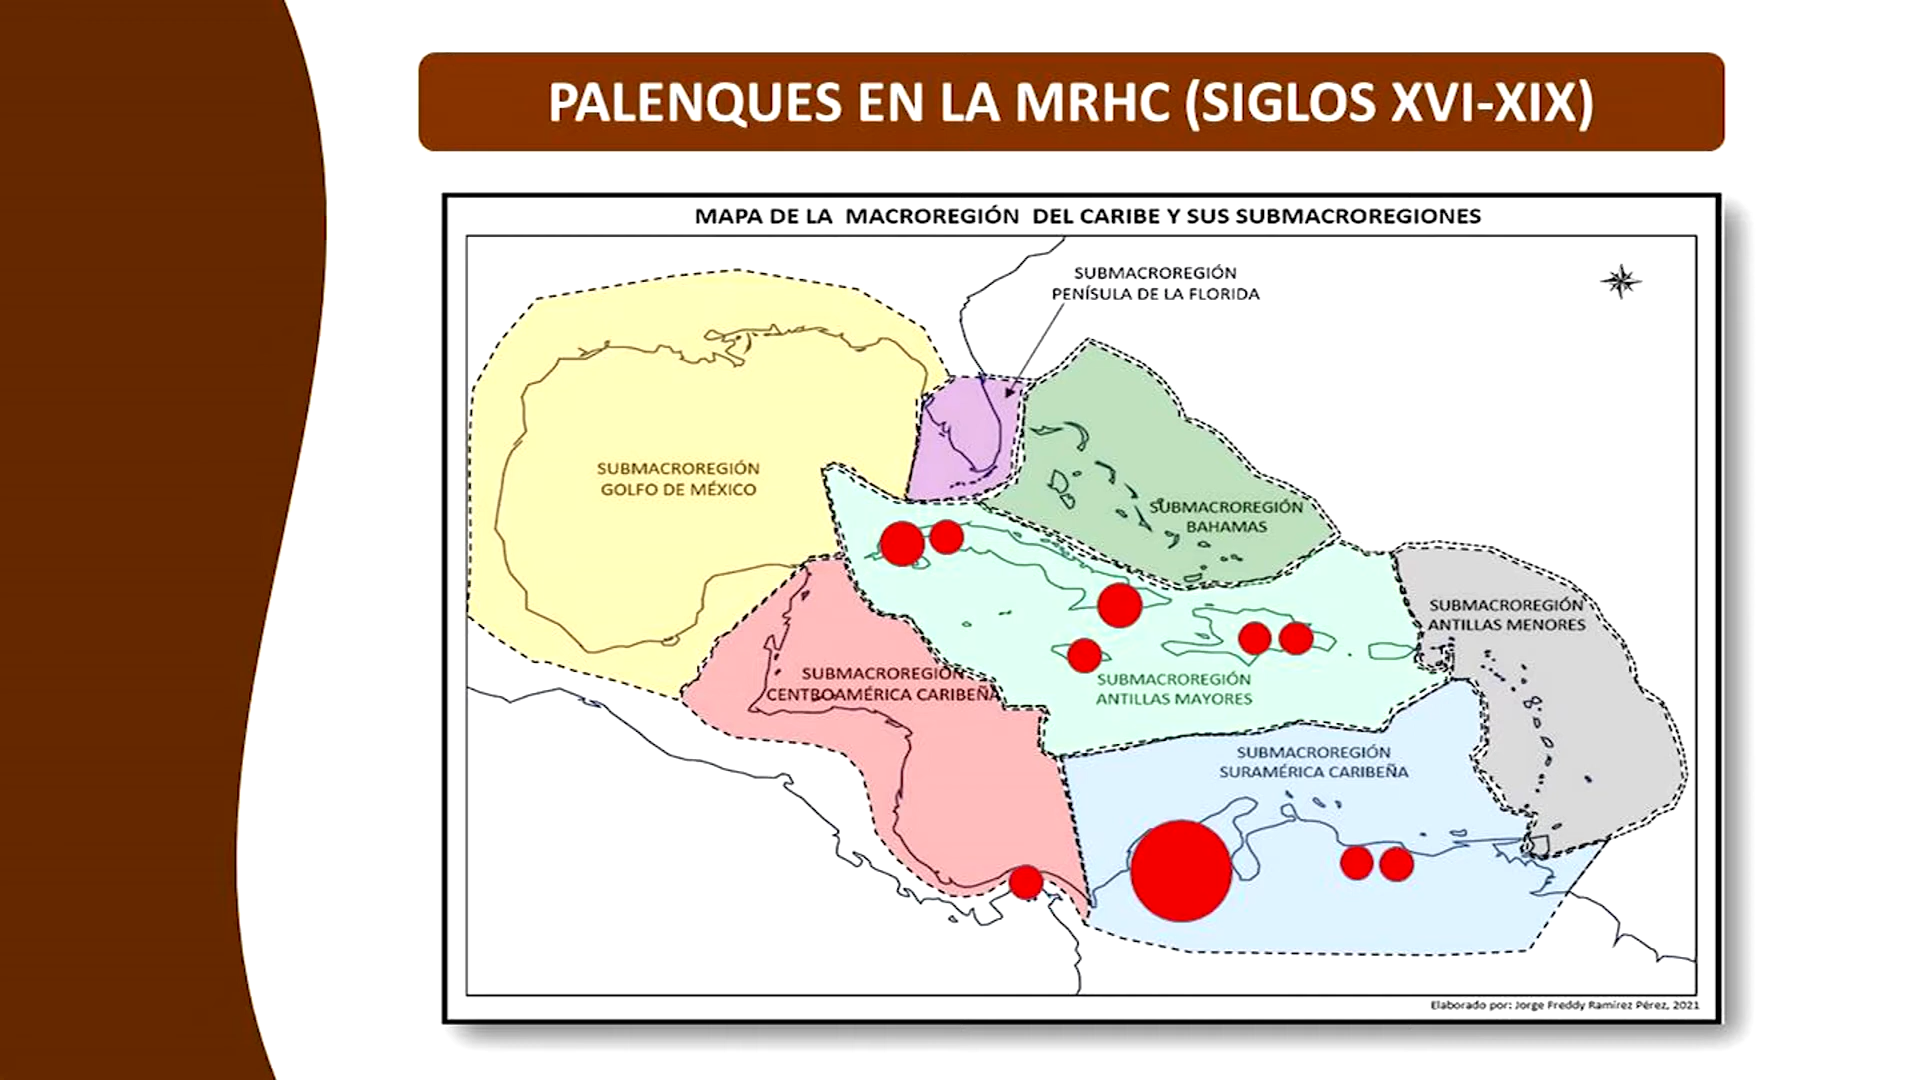 PALENQUES EN LA MRHC (SIGLOS XVI-XIX)
MAPA DE LA MACROREGIÓN DEL CARIBE Y SUS SUBMACROREGIONES
SUBMACROREGIÓN
PENÍSULA DE LA FLORIDA
SUBMACROREGIÓN
GOLFO DE MÉXICO
SUBMACROREGIÓN
BAHAMAS
SUBMACROREGIÓN
ANTILLAS MENORES
SUBMACROREGIÓN
CENTROAMÉRICA CARIBEÑA
SUBMACROREGIÓN
ANTILLAS MAYORES
SUBMACROREGIÓN
SURAMÉRICA CARIBEÑA
Elaborado por: Jorge Freddy Ramírez Pérez, 2021